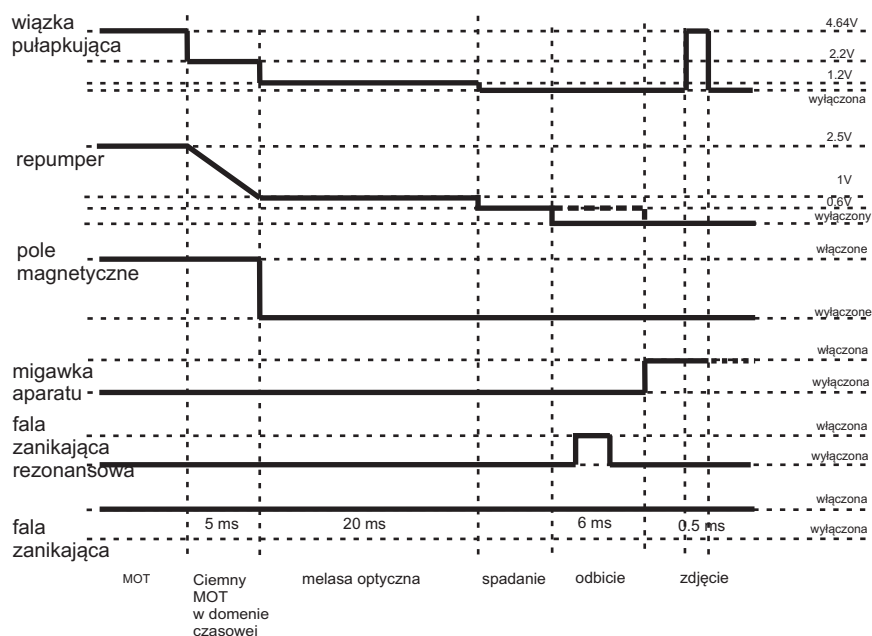 wiązka
pułapkująca
4.64V
2.2V
1.2V
wyłączona
repumper
2.5V
1V
0.6V
wyłączony
pole
magnetyczne
włączone
wyłączone
migawka
aparatu
włączona
wyłączona
fala
zanikająca
rezonansowa
włączona
wyłączona
fala
zanikająca
włączona
wyłączona
5 ms
20 ms
6 ms
0.5 ms
MOT
Ciemny
MOT
w domenie
czasowej
melasa optyczna
spadanie
odbicie
zdjęcie